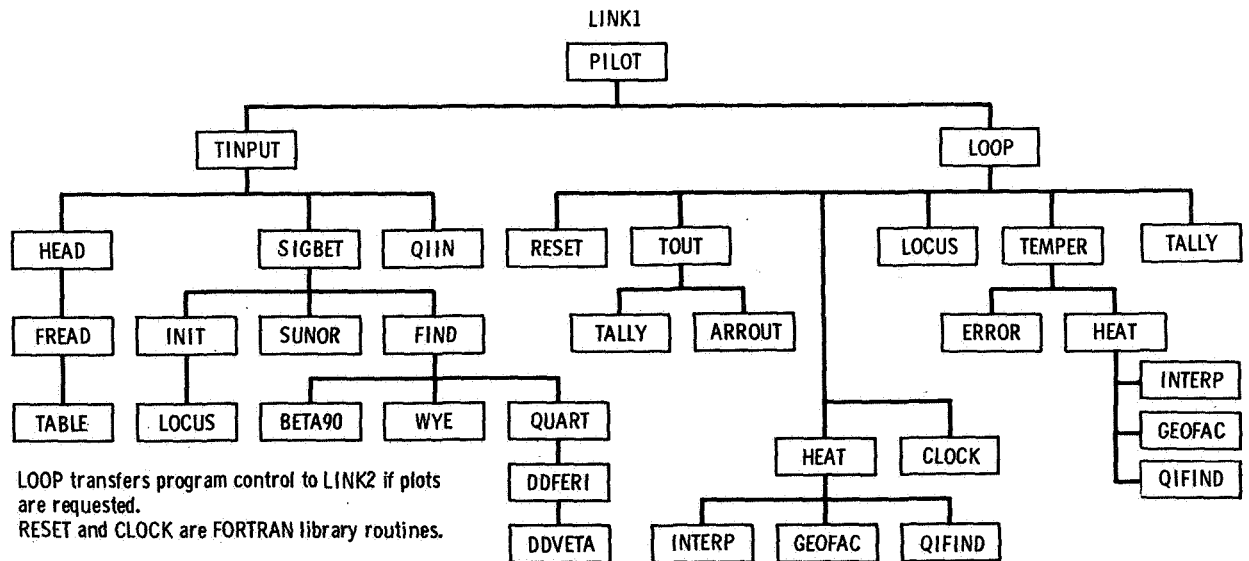 LINK1
PILOT
TINPUT
LOOP
HEAD
SIGBET
QIIN
RESET
TOUT
LOCUS
TEMPER
TALLY
FREAD
INIT
SUNOR
FIND
TALLY
ARROUT
ERROR
HEAT
INTERP
TABLE
LOCUS
BETA90
WYE
QUART
GEOFAC
HEAT
CLOCK
QIFIND
DDFERI
DDVETA
INTERP
GEOFAC
QIFIND
LOOP transfers program control to LINK2 if plots
are requested.
RESET and CLOCK are FORTRAN library routines.